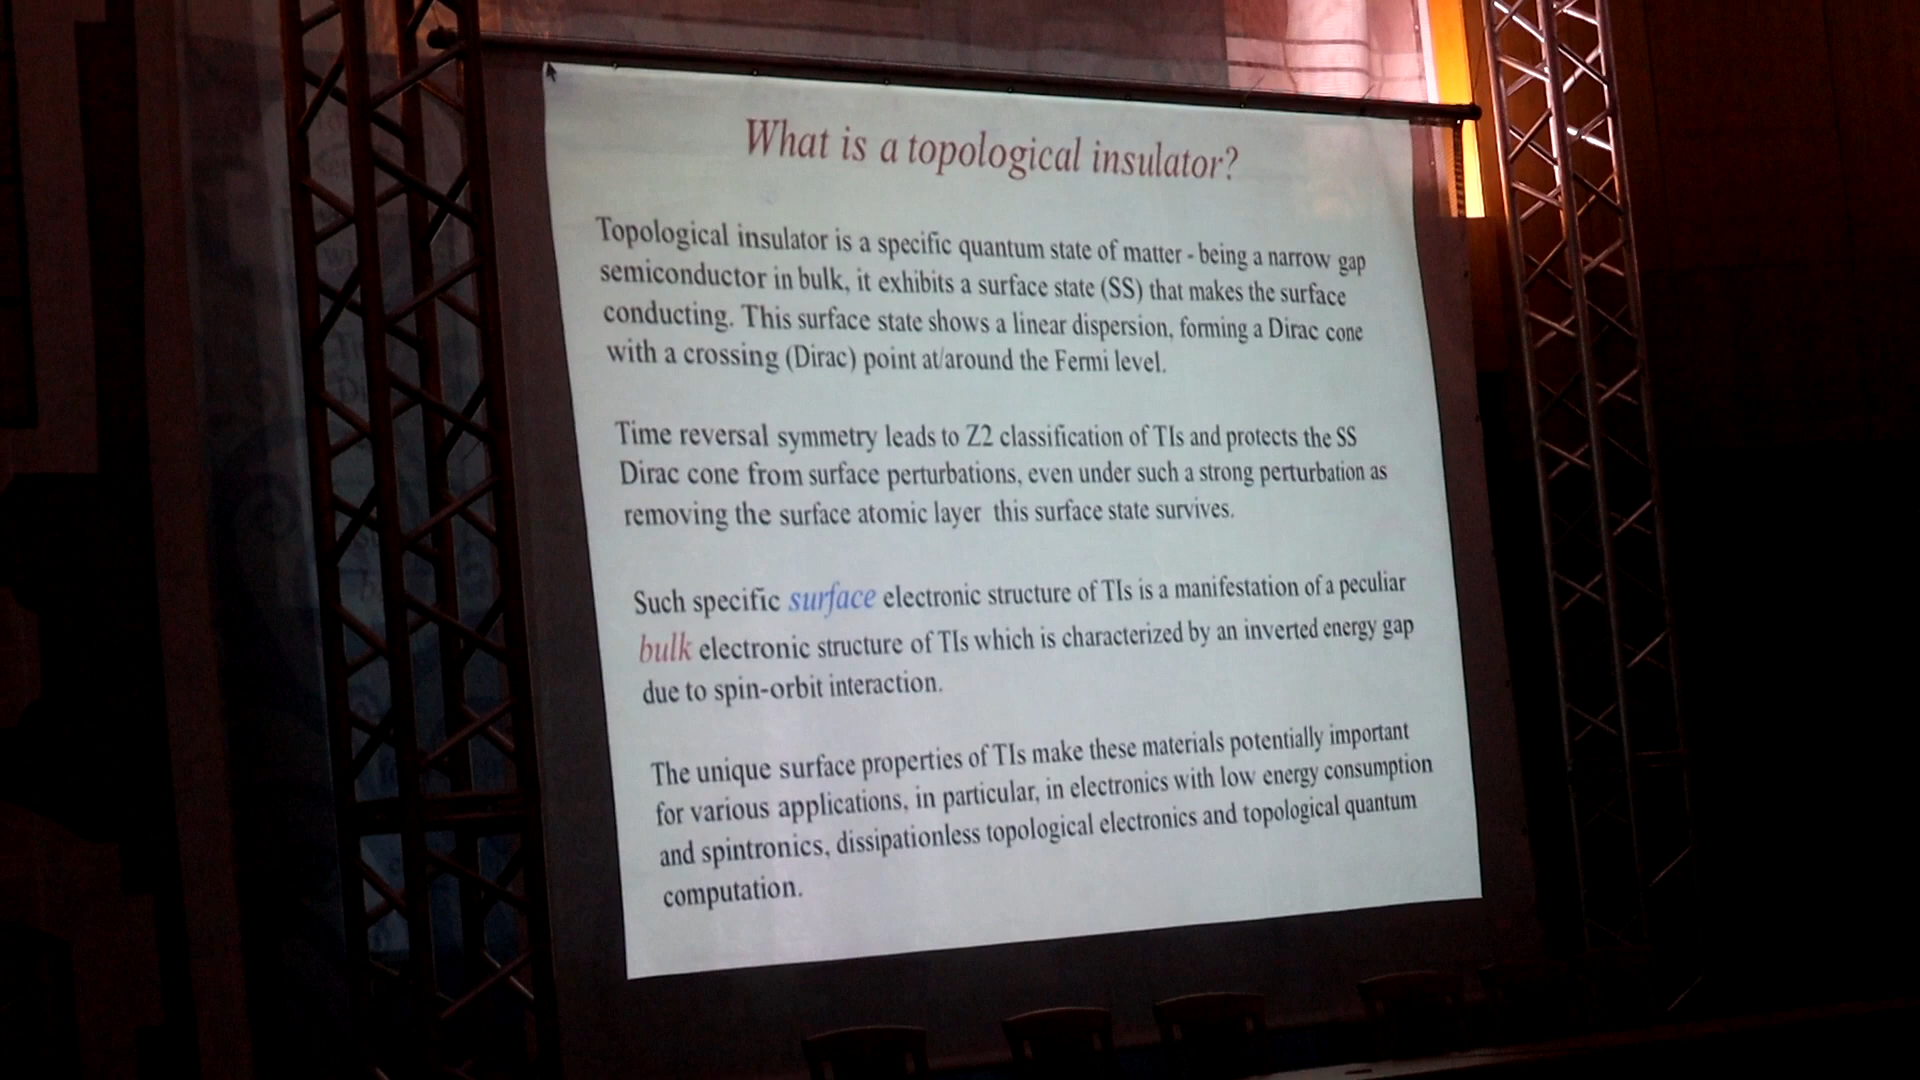 What is a topological insulator?
Topological insulator is a specific quantum state of matter - being a narrow gap
semiconductor in bulk, it exhibits a surface state (SS) that makes the surface
conducting. This surface state shows a linear dispersion, forming a Dirac cone
with a crossing (Dirac) point at/around the Fermi level.
Time reversal symmetry leads to Z2 classification of TIs and protects the SS
Dirac cone from surface perturbations, even under such a strong perturbation as
removing the surface atomic layer this surface state survives.
Such specific surface electronic structure of TIs is a manifestation of a peculiar
bulk electronic structure of TIs which is characterized by an inverted energy gap
due to spin-orbit interaction.
The unique surface properties of TIs make these materials potentially important
for various applications, in particular, in electronics with low energy consumption
and spintronics, dissipationless topological electronics and topological quantum
computation.